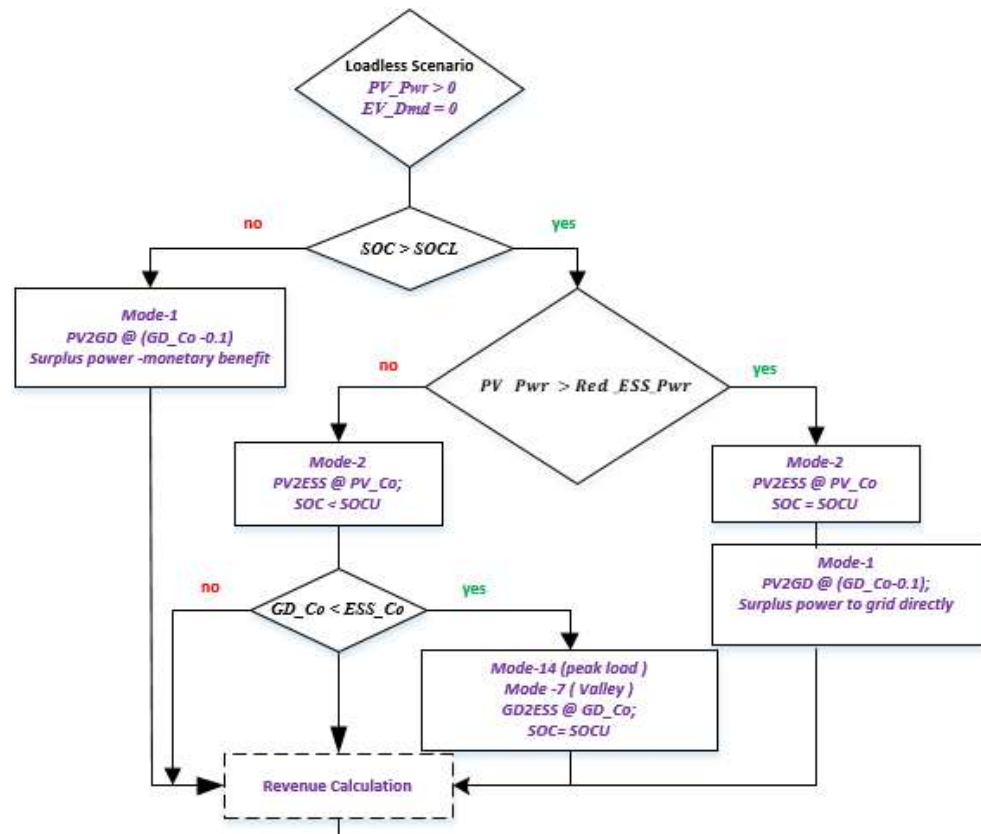 Loadless Scenario
PV_Pwr > 0
EV_Dmd = 0
no
yes
SOC > SOCL
Mode-1
PV2GD @ (GD_Co -0.1)
Surplus power -monetary benefit
no
yes
PV Pwr > Red_ESS_Pwr
Mode-2
PV2ESS @ PV_Co;
SOC < SOCU
Mode-2
PV2ESS @ PV_Co
SOC = SOCU
no
yes
GD_Co < ESS_Co
Mode-1
PV2GD @ (GD_Co-0.1);
Surplus power to grid directly
Mode-14 (peak load )
Mode -7 ( Valley )
GD2ESS @ GD_Co;
SOC= SOCU
Revenue Calculation